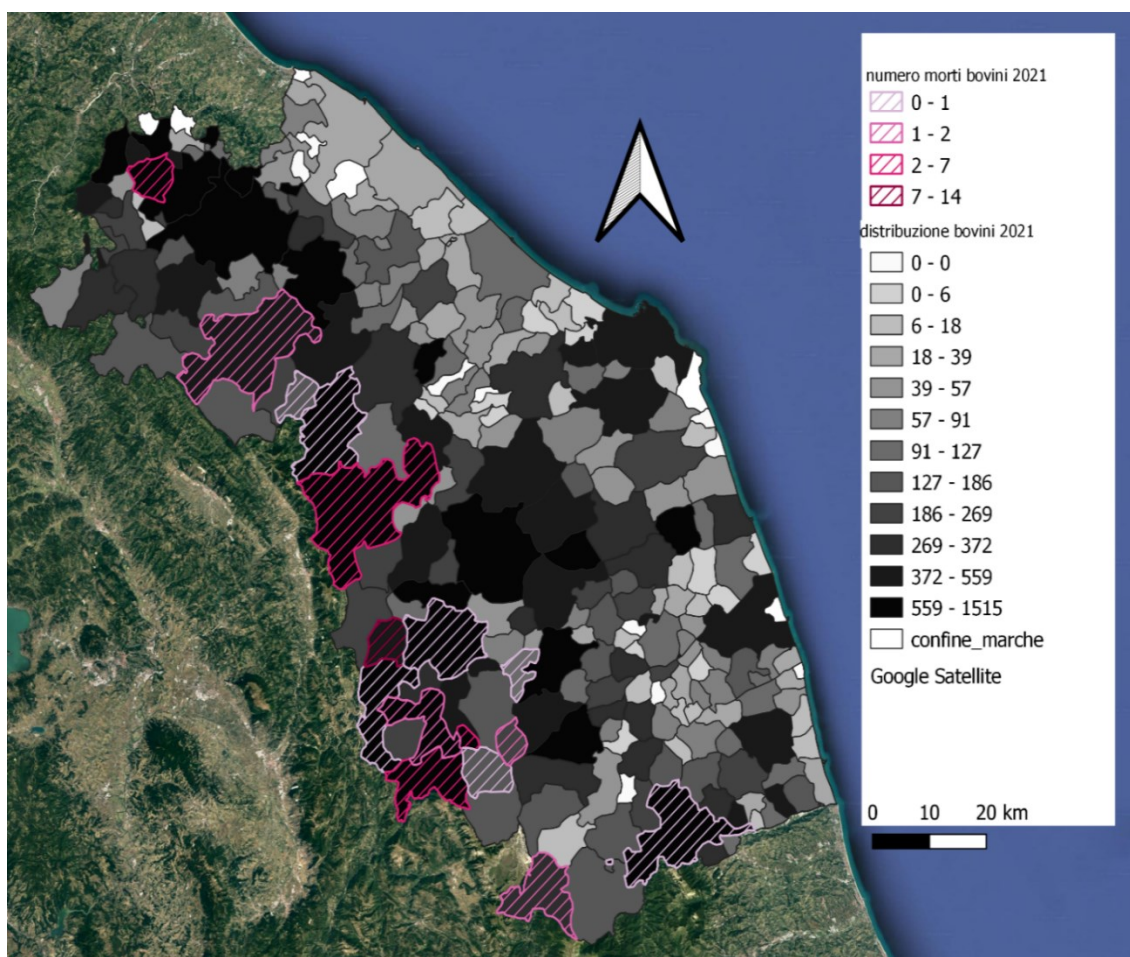 numero morti bovini 2021
0 - 1
1 - 2
2 - 7
7 - 14
distribuzione bovini 2021
0 - 0
0 - 6
6 - 18
18 - 39
39 - 57
57 - 91
91 - 127
127 - 186
186 - 269
269 - 372
372 - 559
559 - 1515
confine_marche
Google Satellite
0 10 20 km